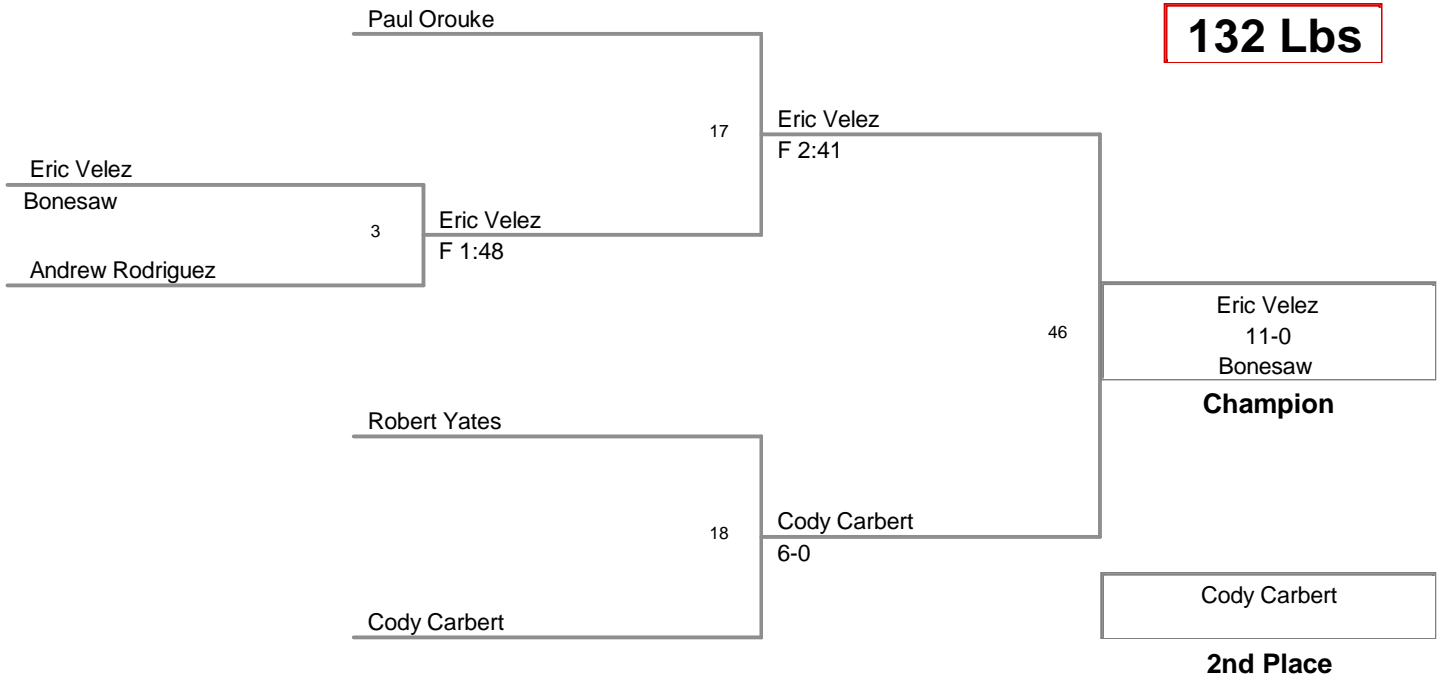 Paul Orouke
132 Lbs
17
Eric Velez
F 2:41
Eric Velez
Bonesaw
3
Eric Velez
F 1:48
Andrew Rodriguez
46
Eric Velez
11-0
Bonesaw
Champion
Robert Yates
18
Cody Carbert
6-0
Cody Carbert
Cody Carbert
2nd Place